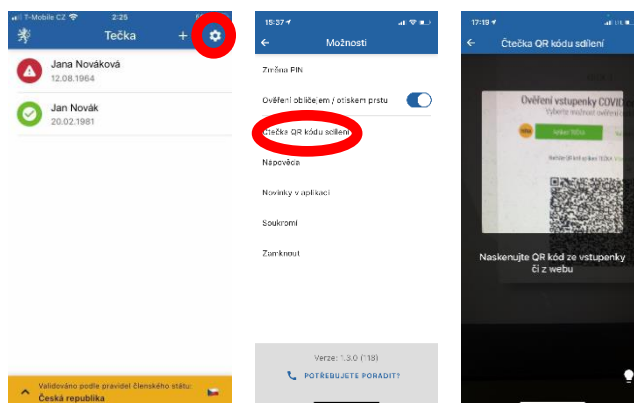 T-Mobile CZ
2:25
Tečka
Jana Nováková
12.08.1964
Jan Novák
20.02.1981
Validováno podle pravidel členského státu:
Česká republika
15:37
Možnosti
Změna PIN
Ověření obličejem / otiskem prstu
Čtečka QR kódu sdílení
Nápověda
Novinky v aplikaci
Soukromí
Zamknout
Verze: 1.3.0 (118)
POTŘEBUJETE PORADIT?
17:19
Čtečka QR kódu sdílení
Ověření vstupenky COVID
Naskenujte QR kód ze vstupenky
či z webu